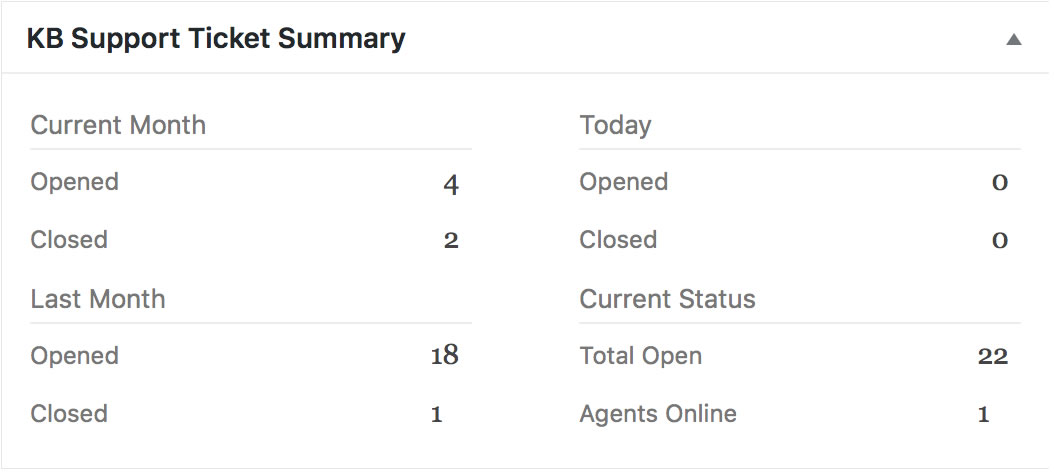 KB Support Ticket Summary
Current Month
Opened 4
Closed 2
Last Month
Opened 18
Closed 1
Today
Opened 0
Closed 0
Current Status
Total Open 22
Agents Online 1